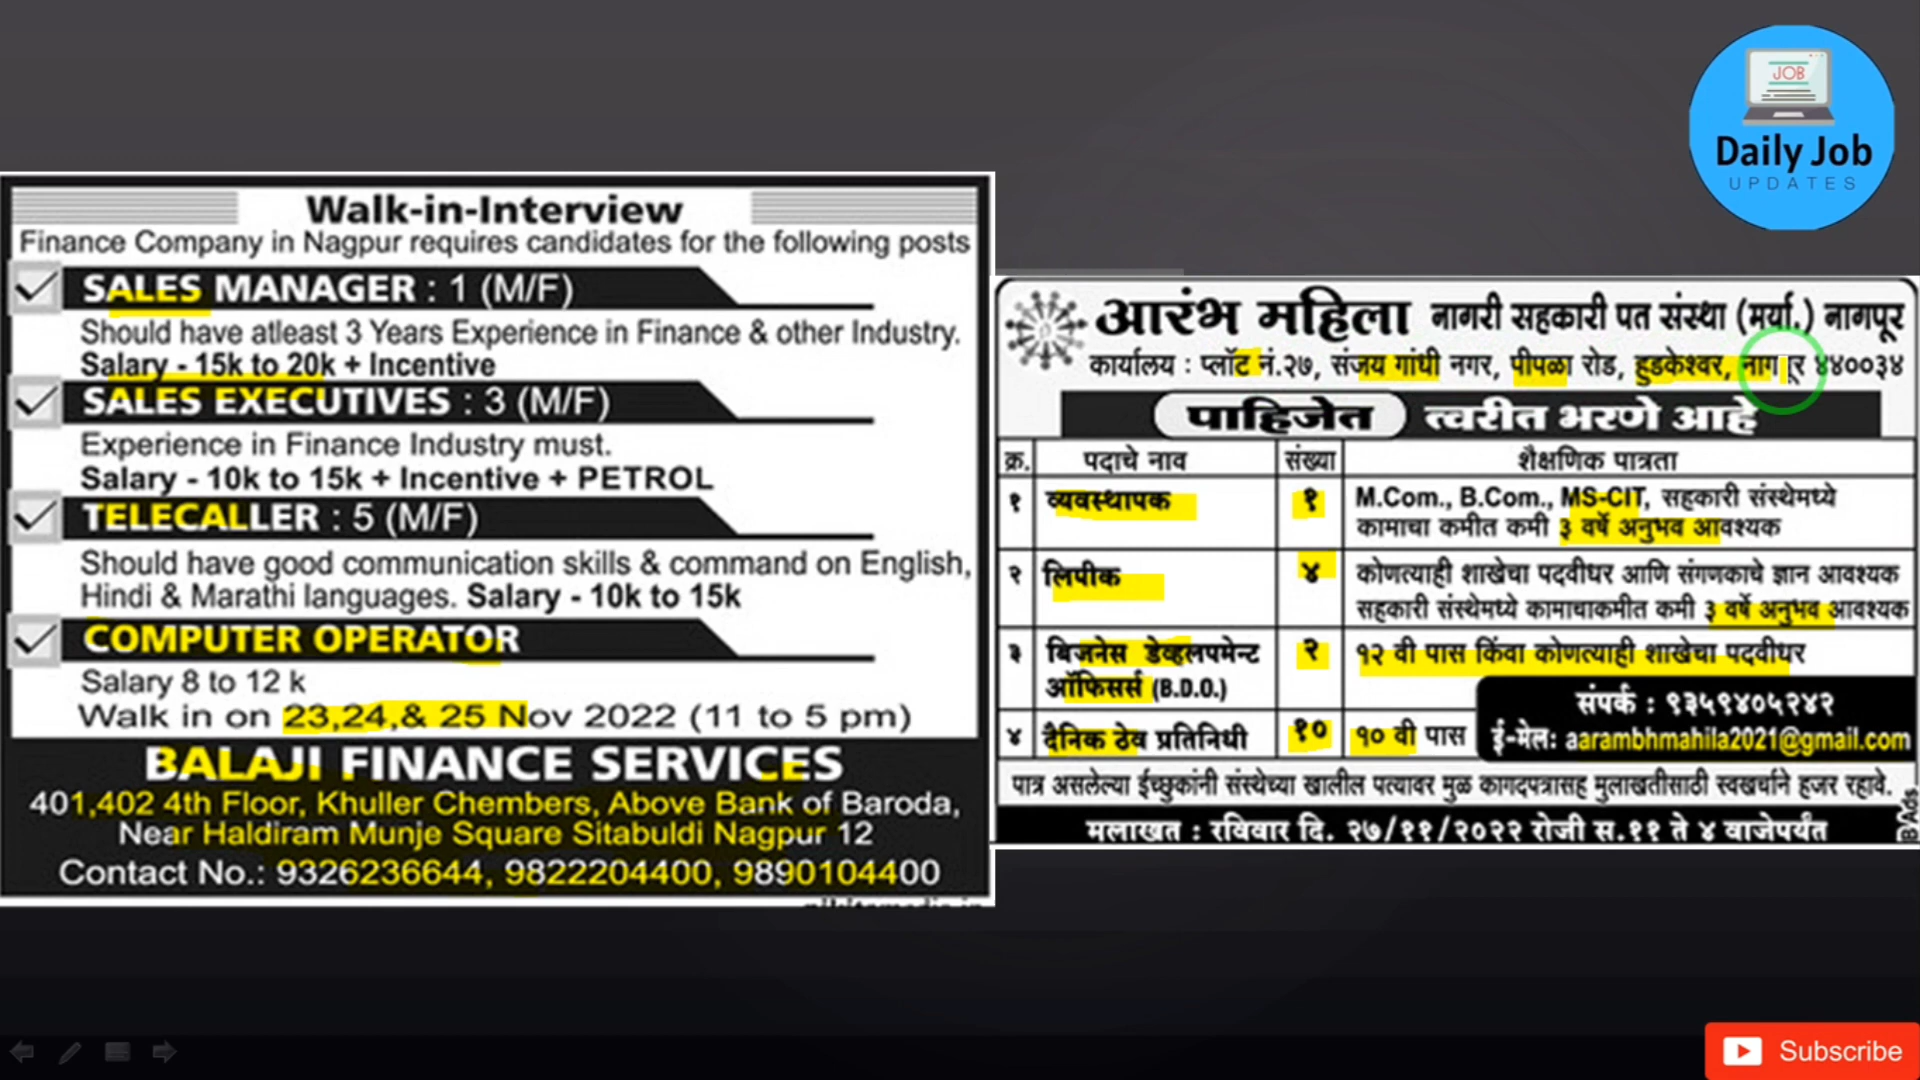 JOB
Daily Job
UPDATES
Walk-in-Interview
Finance Company in Nagpur requires candidates for the following posts
SALES MANAGER : 1 (M/F)
Should have atleast 3 Years Experience in Finance & other Industry.
Salary - 15k to 20k + Incentive
SALES EXECUTIVES : 3 (M/F)
Experience in Finance Industry must.
Salary - 10k to 15k + Incentive + PETROL
TELECALLER : 5 (M/F)
Should have good communication skills & command on English,
Hindi & Marathi languages. Salary - 10k to 15k
COMPUTER OPERATOR
Salary 8 to 12 k
Walk in on 23,24,& 25 Nov 2022 (11 to 5 pm)
BALAJI FINANCE SERVICES
401,402 4th Floor, Khuller Chembers, Above Bank of Baroda,
Near Haldiram Munje Square Sitabuldi Nagpur 12
Contact No.: 9326236644, 9822204400, 9890104400
आरंभ महिला नागरी सहकारी पत संस्था (मर्या.) नागपूर
कार्यालय : प्लॉट नं.२७, संजय गांधी नगर, पीपळा रोड, हुडकेश्वर, नागपूर ४४००३४
पाहिजेत त्वरीत भरणे आहे
क्र. पदाचे नाव संख्या शैक्षणिक पात्रता
१ व्यवस्थापक १ M.Com., B.Com., MS-CIT, सहकारी संस्थेमध्ये
कामाचा कमीत कमी ३ वर्षे अनुभव आवश्यक
२ लिपीक ४ कोणत्याही शाखेचा पदवीधर आणि संगणकाचे ज्ञान आवश्यक
सहकारी संस्थेमध्ये कामाचाकमीत कमी ३ वर्षे अनुभव आवश्यक
३ बिजनेस डेव्हलपमेन्ट २ १२ वी पास किंवा कोणत्याही शाखेचा पदवीधर
ऑफिसर्स (B.D.O.)
४ दैनिक ठेव प्रतिनिधी १० १० वी पास
संपर्क : ९३५९४०५२४२
ई-मेल: aarambhmahila2021@gmail.com
पात्र असलेल्या ईच्छुकांनी संस्थेच्या खालील पत्यावर मुळ कागदपत्रासह मुलाखतीसाठी स्वखर्चाने हजर रहावे.
मलाखत : रविवार दि. २७/११/२०२२ रोजी स.११ ते ४ वाजेपर्यंत
B'Ads
Subscribe